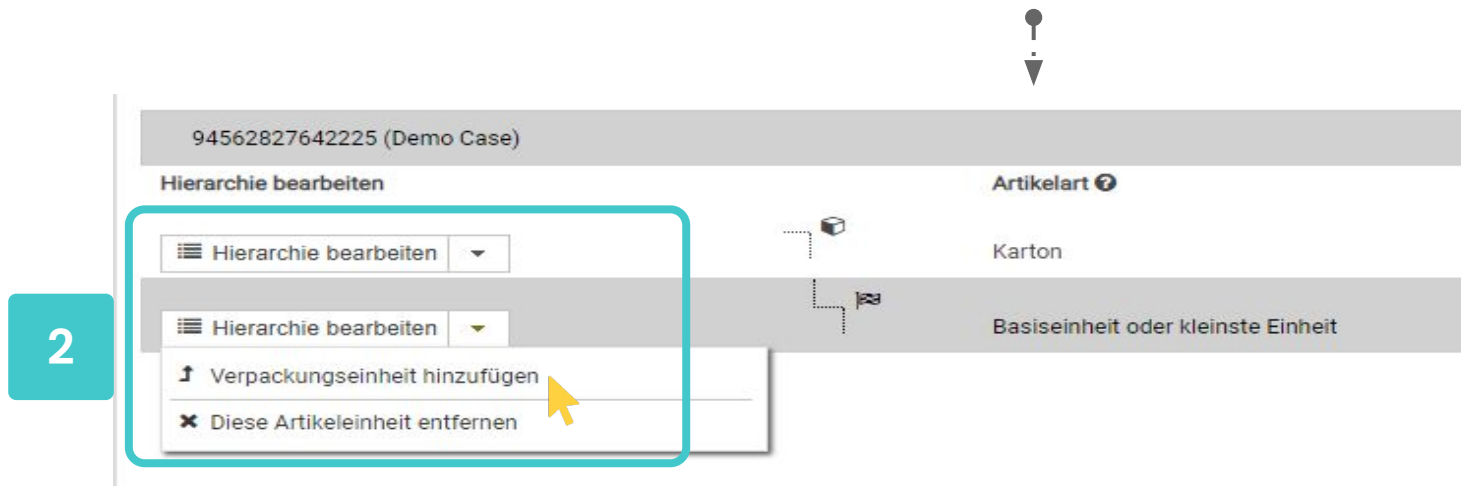 94562827642225 (Demo Case)
Hierarchie bearbeiten Artikelart
Hierarchie bearbeiten Karton
2
Hierarchie bearbeiten Basiseinheit oder kleinste Einheit
Verpackungseinheit hinzufügen
Diese Artikeleinheit entfernen